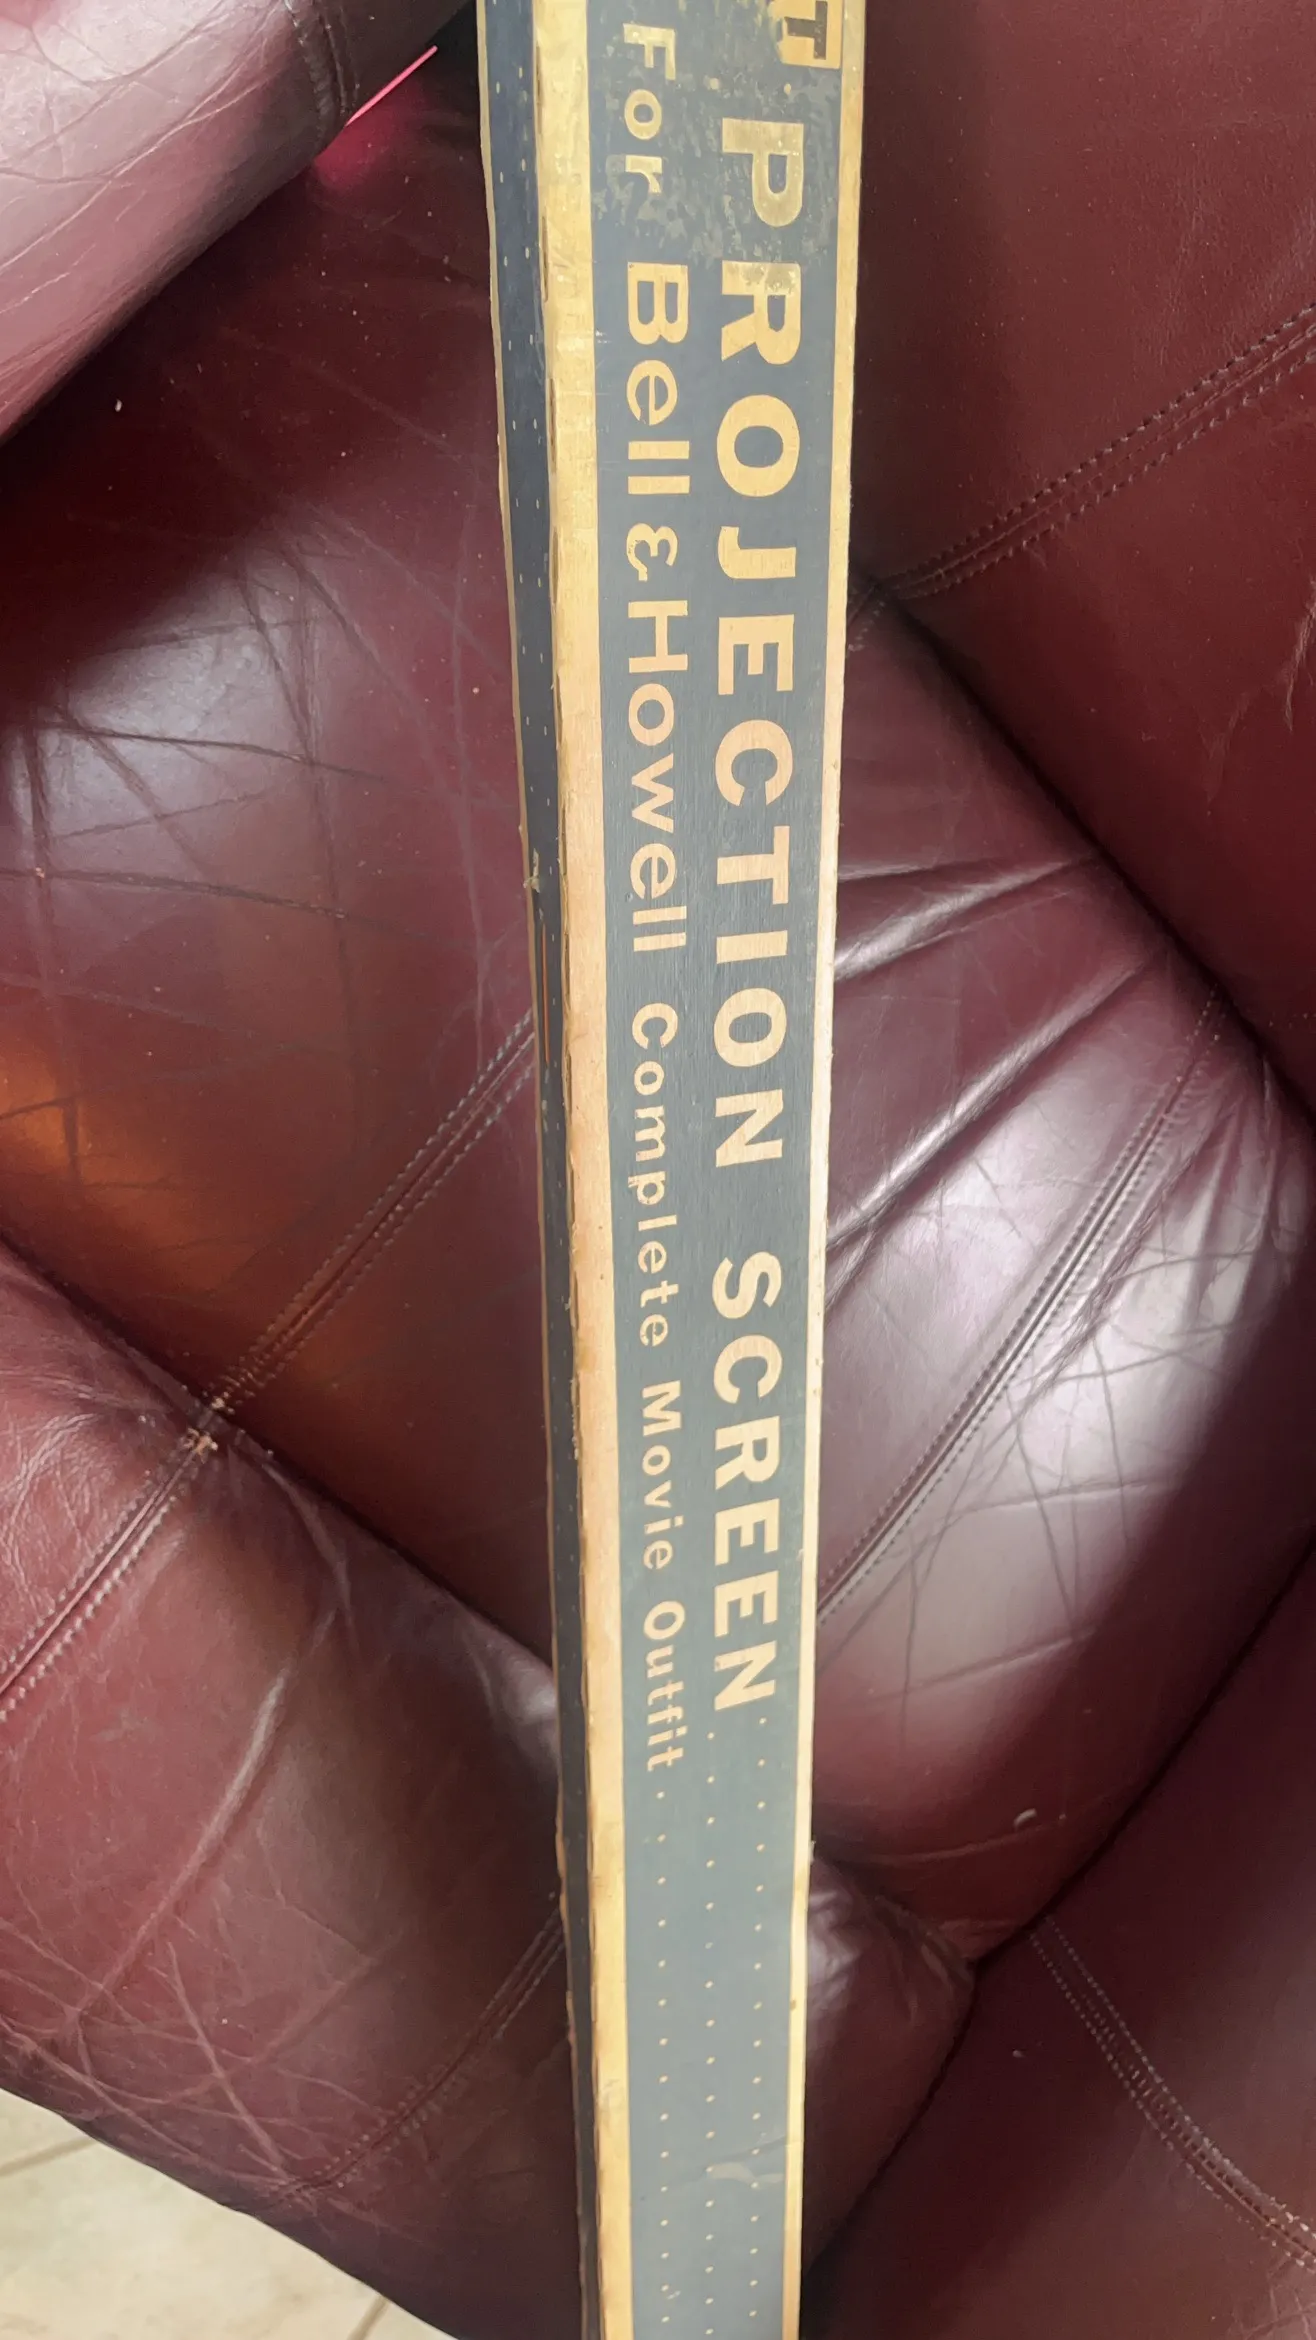 PROJECTION SCREEN
For Bell & Howell Complete Movie Outfit